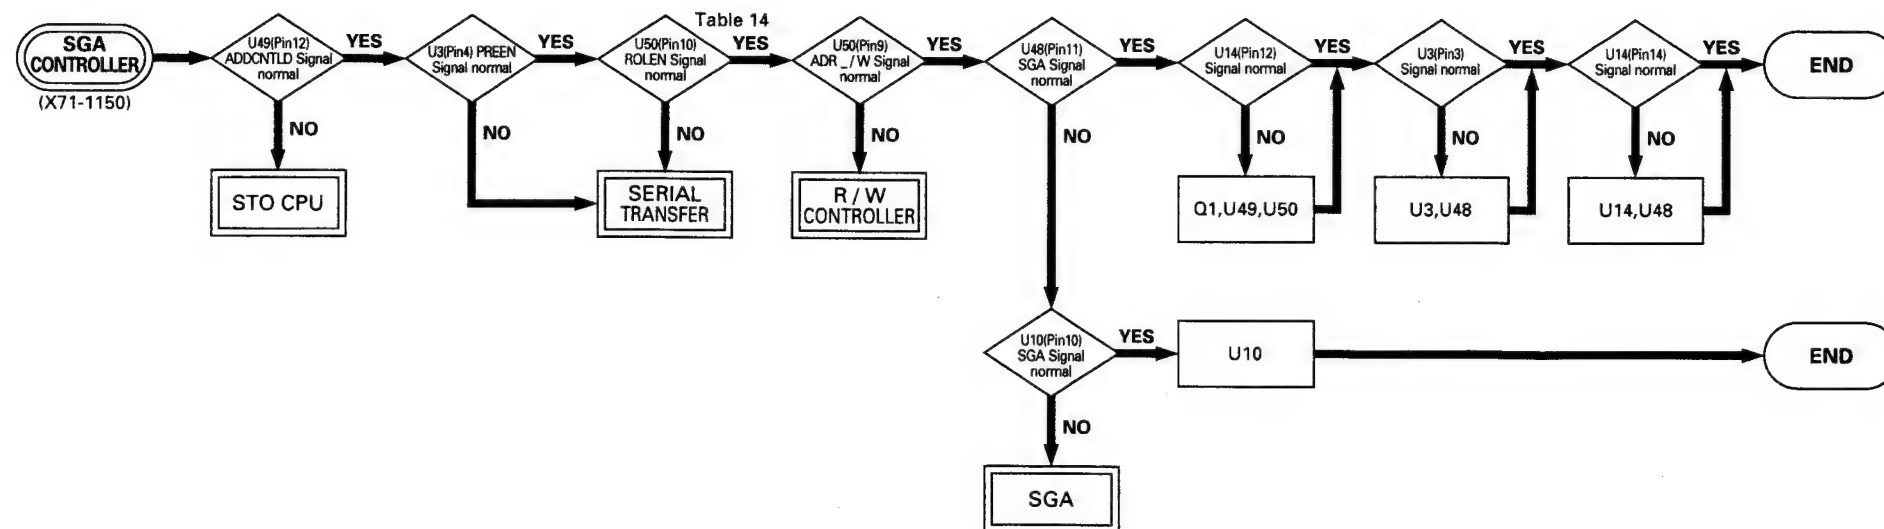 Table 14
SGA
CONTROLLER
(X71-1150)
U49(Pin12)
ADDCNTLD Signal
normal
YES
NO
STO CPU
U3(Pin4) PREEN
Signal normal
YES
NO
U50(Pin10)
ROLEN Signal
normal
YES
NO
SERIAL
TRANSFER
U50(Pin9)
ADR _/W Signal
normal
YES
NO
R / W
CONTROLLER
U48(Pin11)
SGA Signal
normal
YES
NO
U14(Pin12)
Signal normal
YES
NO
Q1,U49,U50
U3(Pin3)
Signal normal
YES
NO
U3,U48
U14(Pin14)
Signal normal
YES
NO
U14,U48
END
U10(Pin10)
SGA Signal
normal
YES
NO
U10
END
SGA